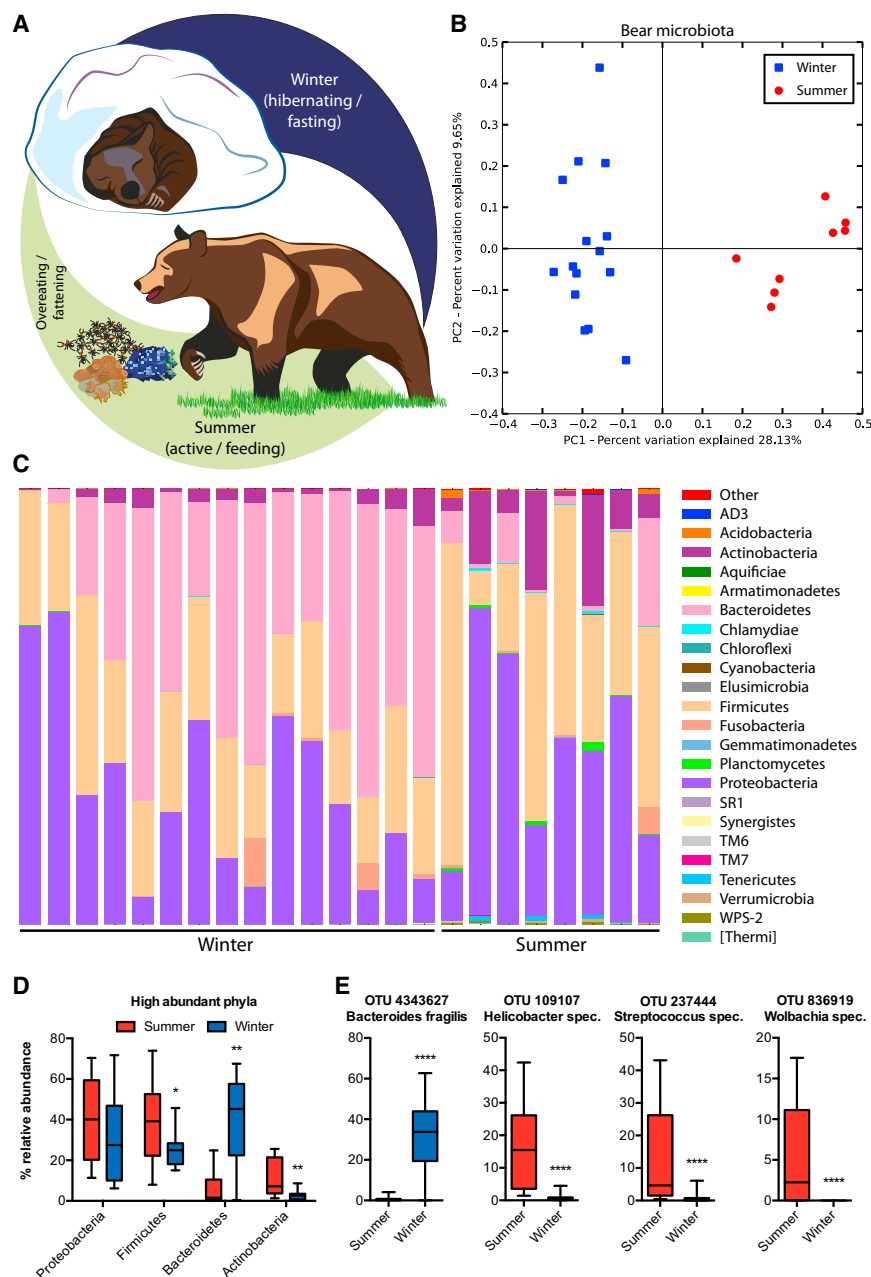 A
Winter
(hibernating /
fasting)
Overeating /
fattening
Summer
(active / feeding)
B
Bear microbiota
Winter
Summer
0.5
0.4
0.3
0.2
0.1
0.0
−0.1
−0.2
−0.3
−0.4
PC2 – Percent variation explained 9.65%
−0.4 −0.3 −0.2 −0.1 0.0 0.1 0.2 0.3 0.4 0.5
PC1 – Percent variation explained 28.13%
C
Other
AD3
Acidobacteria
Actinobacteria
Aquificiae
Armatimonadetes
Bacteroidetes
Chlamydiae
Chloroflexi
Cyanobacteria
Elusimicrobia
Firmicutes
Fusobacteria
Gemmatimonadetes
Planctomycetes
Proteobacteria
SR1
Synergistes
TM6
TM7
Tenericutes
Verrumicrobia
WPS-2
[Thermi]
Winter Summer
D
High abundant phyla
Summer Winter
% relative abundance
80
60
40
20
0
* ** **
Proteobacteria
Firmicutes
Bacteroidetes
Actinobacteria
E
OTU 4343627
Bacteroides fragilis
80
60
40
20
0
****
Summer
Winter
OTU 109107
Helicobacter spec.
50
40
30
20
10
0
****
Summer
Winter
OTU 237444
Streptococcus spec.
50
40
30
20
10
0
****
Summer
Winter
OTU 836919
Wolbachia spec.
20
15
10
5
0
****
Summer
Winter